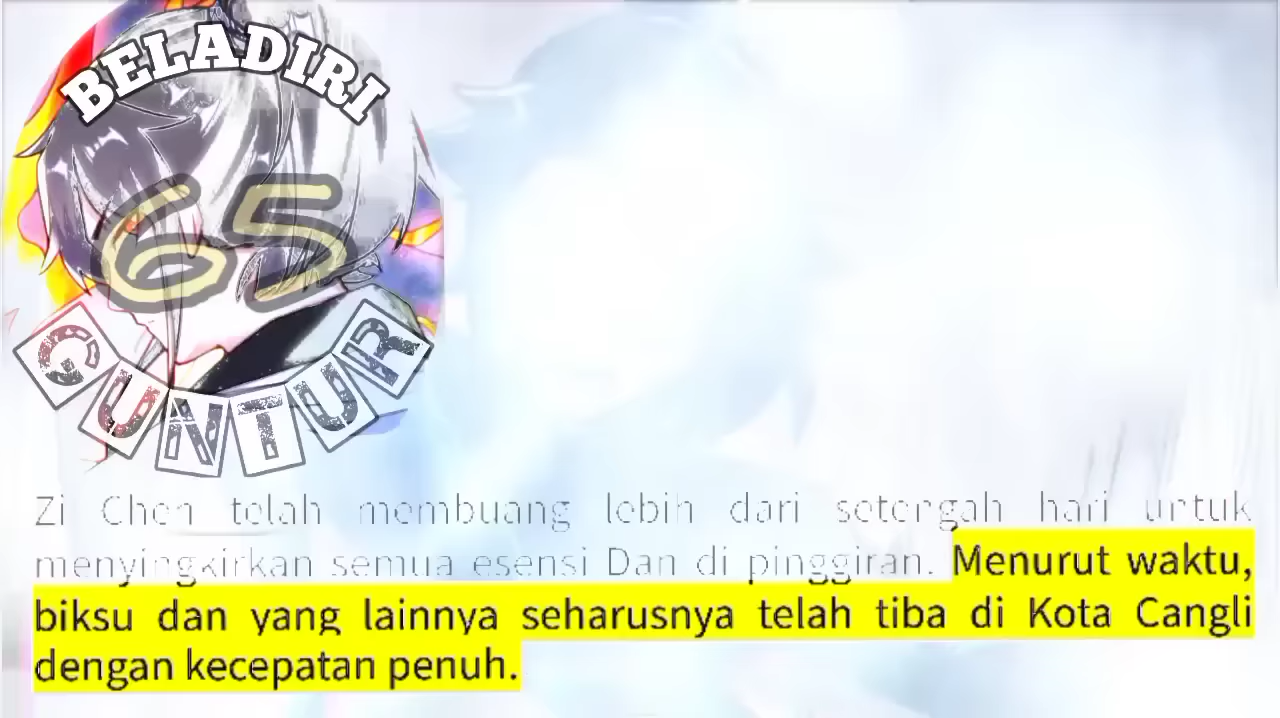 BELADIRI
65
GUNTUR
Zi Chen telah membuang lebih dari setengah hari untuk
menyingkirkan semua esensi Dan di pinggiran. Menurut waktu,
biksu dan yang lainnya seharusnya telah tiba di Kota Cangli
dengan kecepatan penuh.